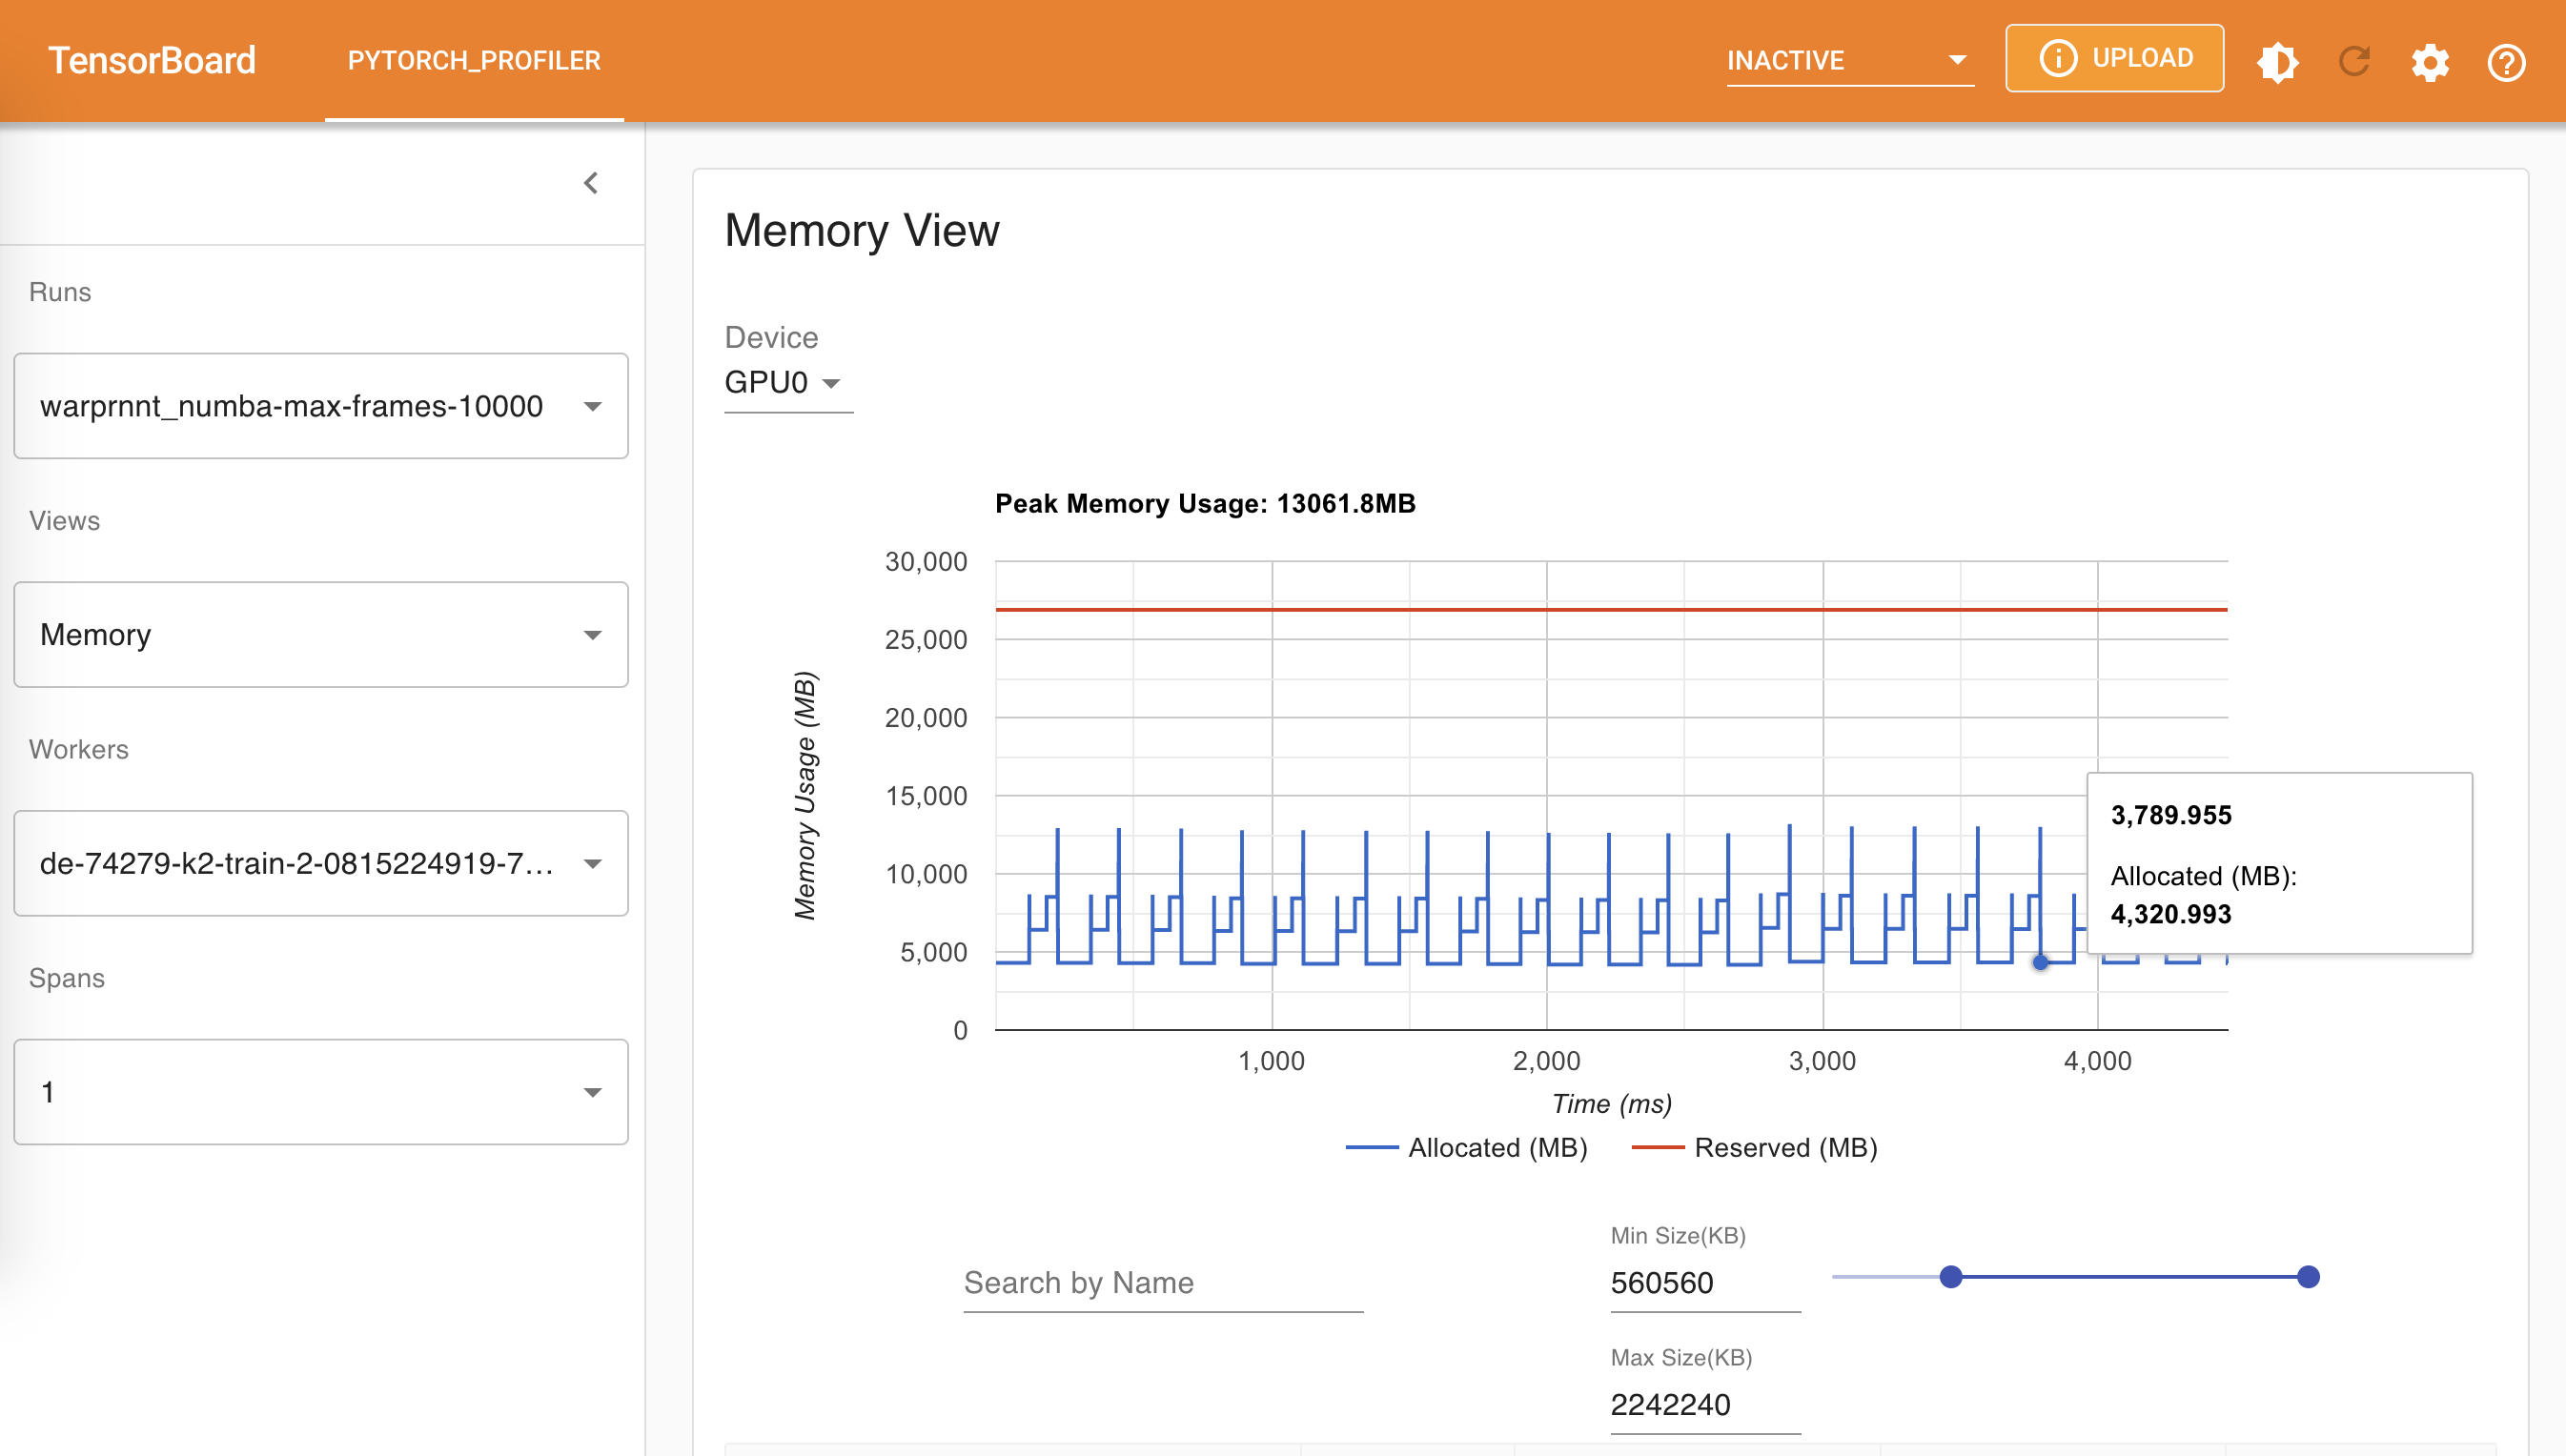 TensorBoard
PYTORCH_PROFILER
INACTIVE
UPLOAD
Runs
warprnnt_numba-max-frames-10000
Views
Memory
Workers
de-74279-k2-train-2-0815224919-7...
Spans
1
Memory View
Device
GPU0
Peak Memory Usage: 13061.8MB
Memory Usage (MB)
30,000
25,000
20,000
15,000
10,000
5,000
0
3,789.955
Allocated (MB):
4,320.993
1,000 2,000 3,000 4,000
Time (ms)
Allocated (MB) Reserved (MB)
Search by Name
Min Size(KB)
560560
Max Size(KB)
2242240